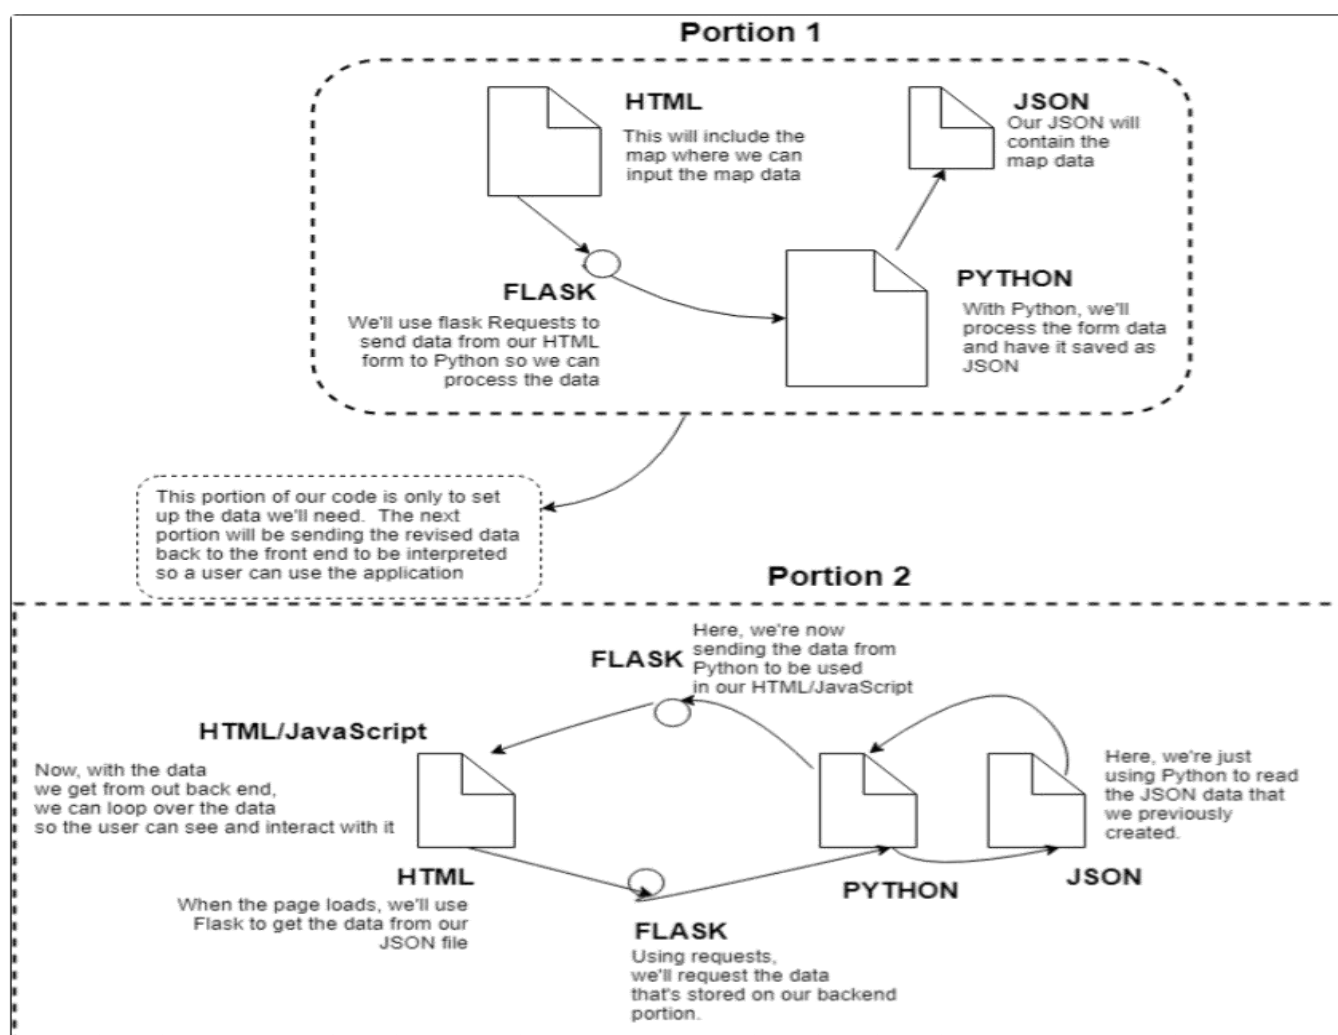 Portion 1
HTML
This will include the
map where we can
input the map data
JSON
Our JSON will
contain the
map data
FLASK
We'll use flask Requests to
send data from our HTML
form to Python so we can
process the data
PYTHON
With Python, we'll
process the form data
and have it saved as
JSON
This portion of our code is only to set
up the data we'll need. The next
portion will be sending the revised data
back to the front end to be interpreted
so a user can use the application
Portion 2
FLASK
Here, we're now
sending the data from
Python to be used
in our HTML/JavaScript
HTML/JavaScript
Now, with the data
we get from out back end,
we can loop over the data
so the user can see and interact with it
Here, we're just
using Python to read
the JSON data that
we previously
created.
HTML
When the page loads, we'll use
Flask to get the data from our
JSON file
PYTHON
JSON
FLASK
Using requests,
we'll request the data
that's stored on our backend
portion.